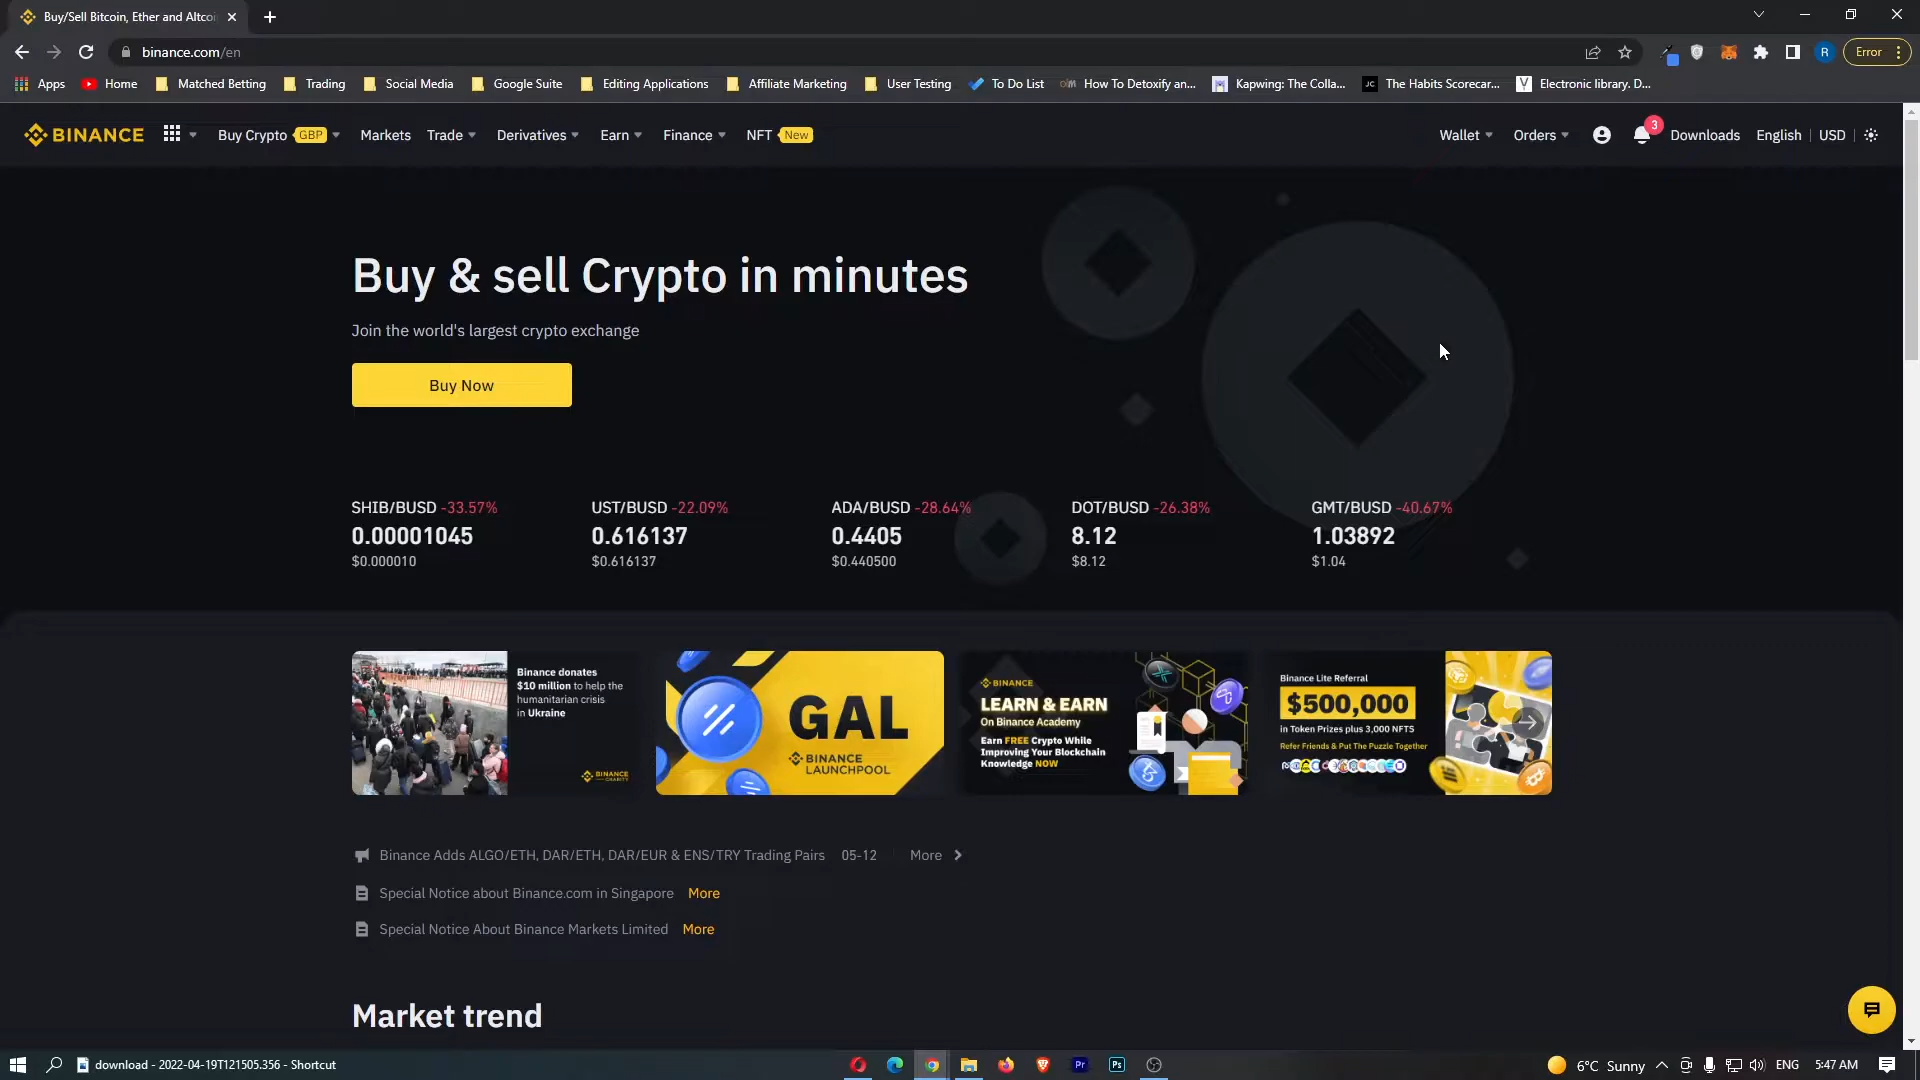 Buy/Sell Bitcoin, Ether and Altcoi
binance.com/en
Error
Apps
Home
Matched Betting
Trading
Social Media
Google Suite
Editing Applications
Affiliate Marketing
User Testing
To Do List
How To Detoxify an...
Kapwing: The Colla...
The Habits Scorecar...
Electronic library. D...
BINANCE
Buy Crypto GBP
Markets
Trade
Derivatives
Earn
Finance
NFT New
Wallet
Orders
3
Downloads
English
USD
Buy & sell Crypto in minutes
Join the world's largest crypto exchange
Buy Now
SHIB/BUSD -33.57%
0.00001045
$0.000010
UST/BUSD -22.09%
0.616137
$0.616137
ADA/BUSD -28.64%
0.4405
$0.440500
DOT/BUSD -26.38%
8.12
$8.12
GMT/BUSD -40.67%
1.03892
$1.04
Binance donates
$10 million to help the
humanitarian crisis
in Ukraine
BINANCE
GAL
BINANCE
LAUNCHPOOL
BINANCE
LEARN & EARN
On Binance Academy
Earn FREE Crypto While
Improving Your Blockchain
Knowledge NOW
Binance Lite Referral
$500,000
in Token Prizes plus 3,000 NFTS
Refer Friends & Put The Puzzle Together
Binance Adds ALGO/ETH, DAR/ETH, DAR/EUR & ENS/TRY Trading Pairs 05-12 More
Special Notice about Binance.com in Singapore More
Special Notice About Binance Markets Limited More
Market trend
download - 2022-04-19T121505.356 - Shortcut
Pr
Ps
6°C Sunny
ENG
5:47 AM